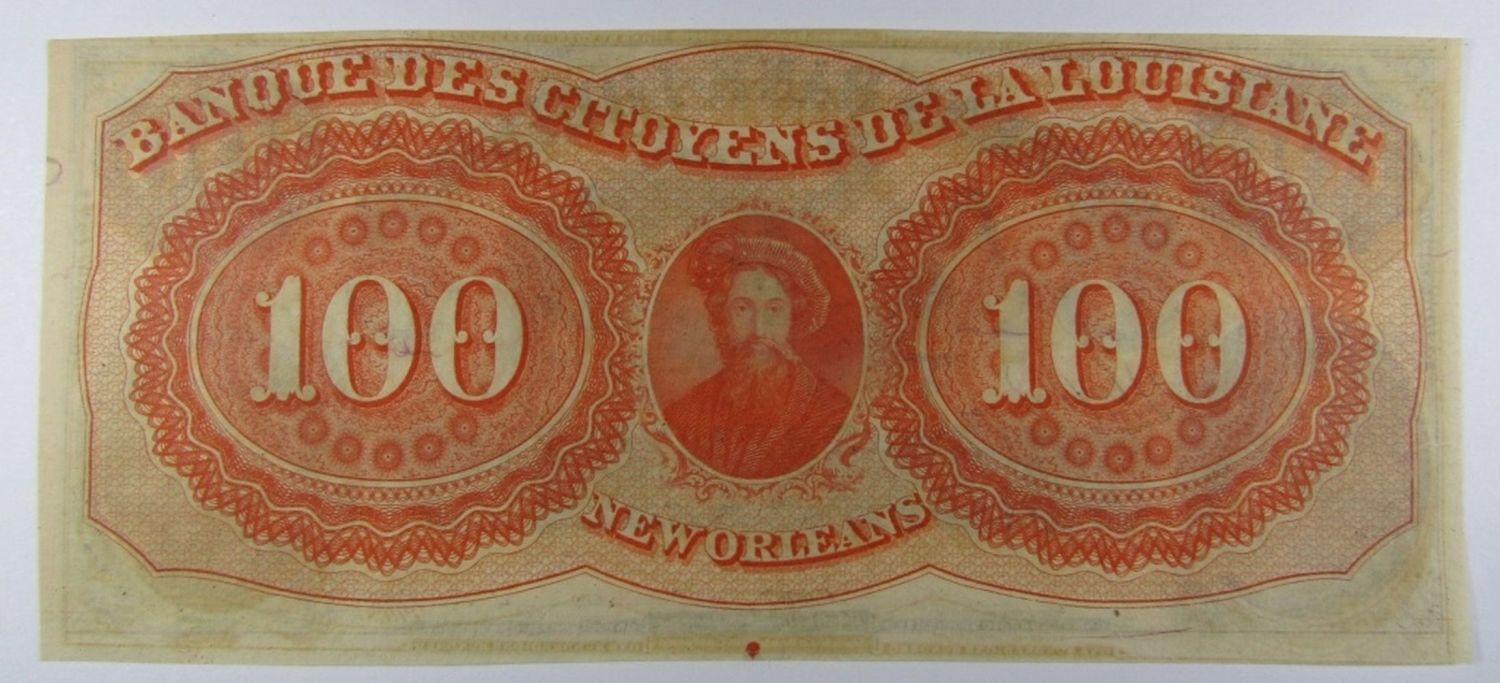 BANQUE DES CITOYENS DE LA LOUISIANE
100 100
NEW ORLEANS